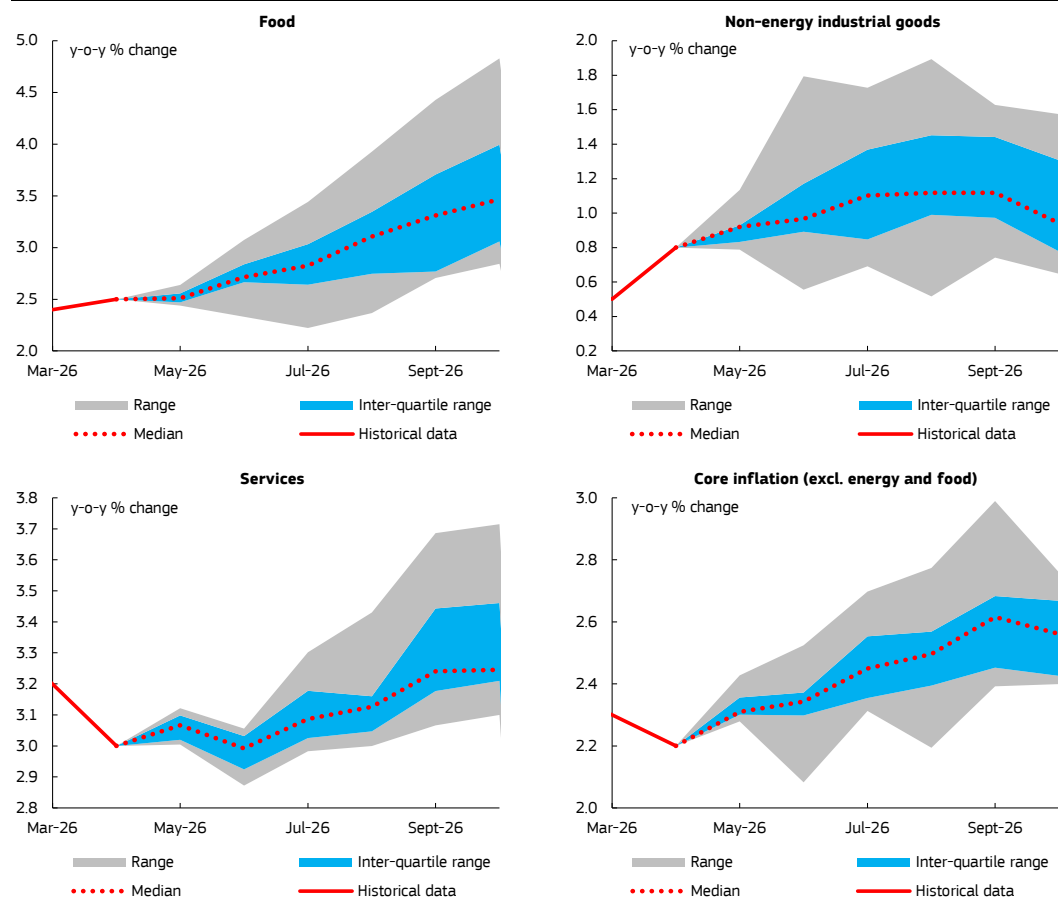 Food
y-o-y % change
5.0
4.5
4.0
3.5
3.0
2.5
2.0
Mar-26 May-26 Jul-26 Sept-26
Range Inter-quartile range
Median Historical data
Non-energy industrial goods
y-o-y % change
2.0
1.8
1.6
1.4
1.2
1.0
0.8
0.6
0.4
0.2
Mar-26 May-26 Jul-26 Sept-26
Range Inter-quartile range
Median Historical data
Services
y-o-y % change
3.8
3.7
3.6
3.5
3.4
3.3
3.2
3.1
3.0
2.9
2.8
Mar-26 May-26 Jul-26 Sept-26
Range Inter-quartile range
Median Historical data
Core inflation (excl. energy and food)
y-o-y % change
3.0
2.8
2.6
2.4
2.2
2.0
Mar-26 May-26 Jul-26 Sept-26
Range Inter-quartile range
Median Historical data